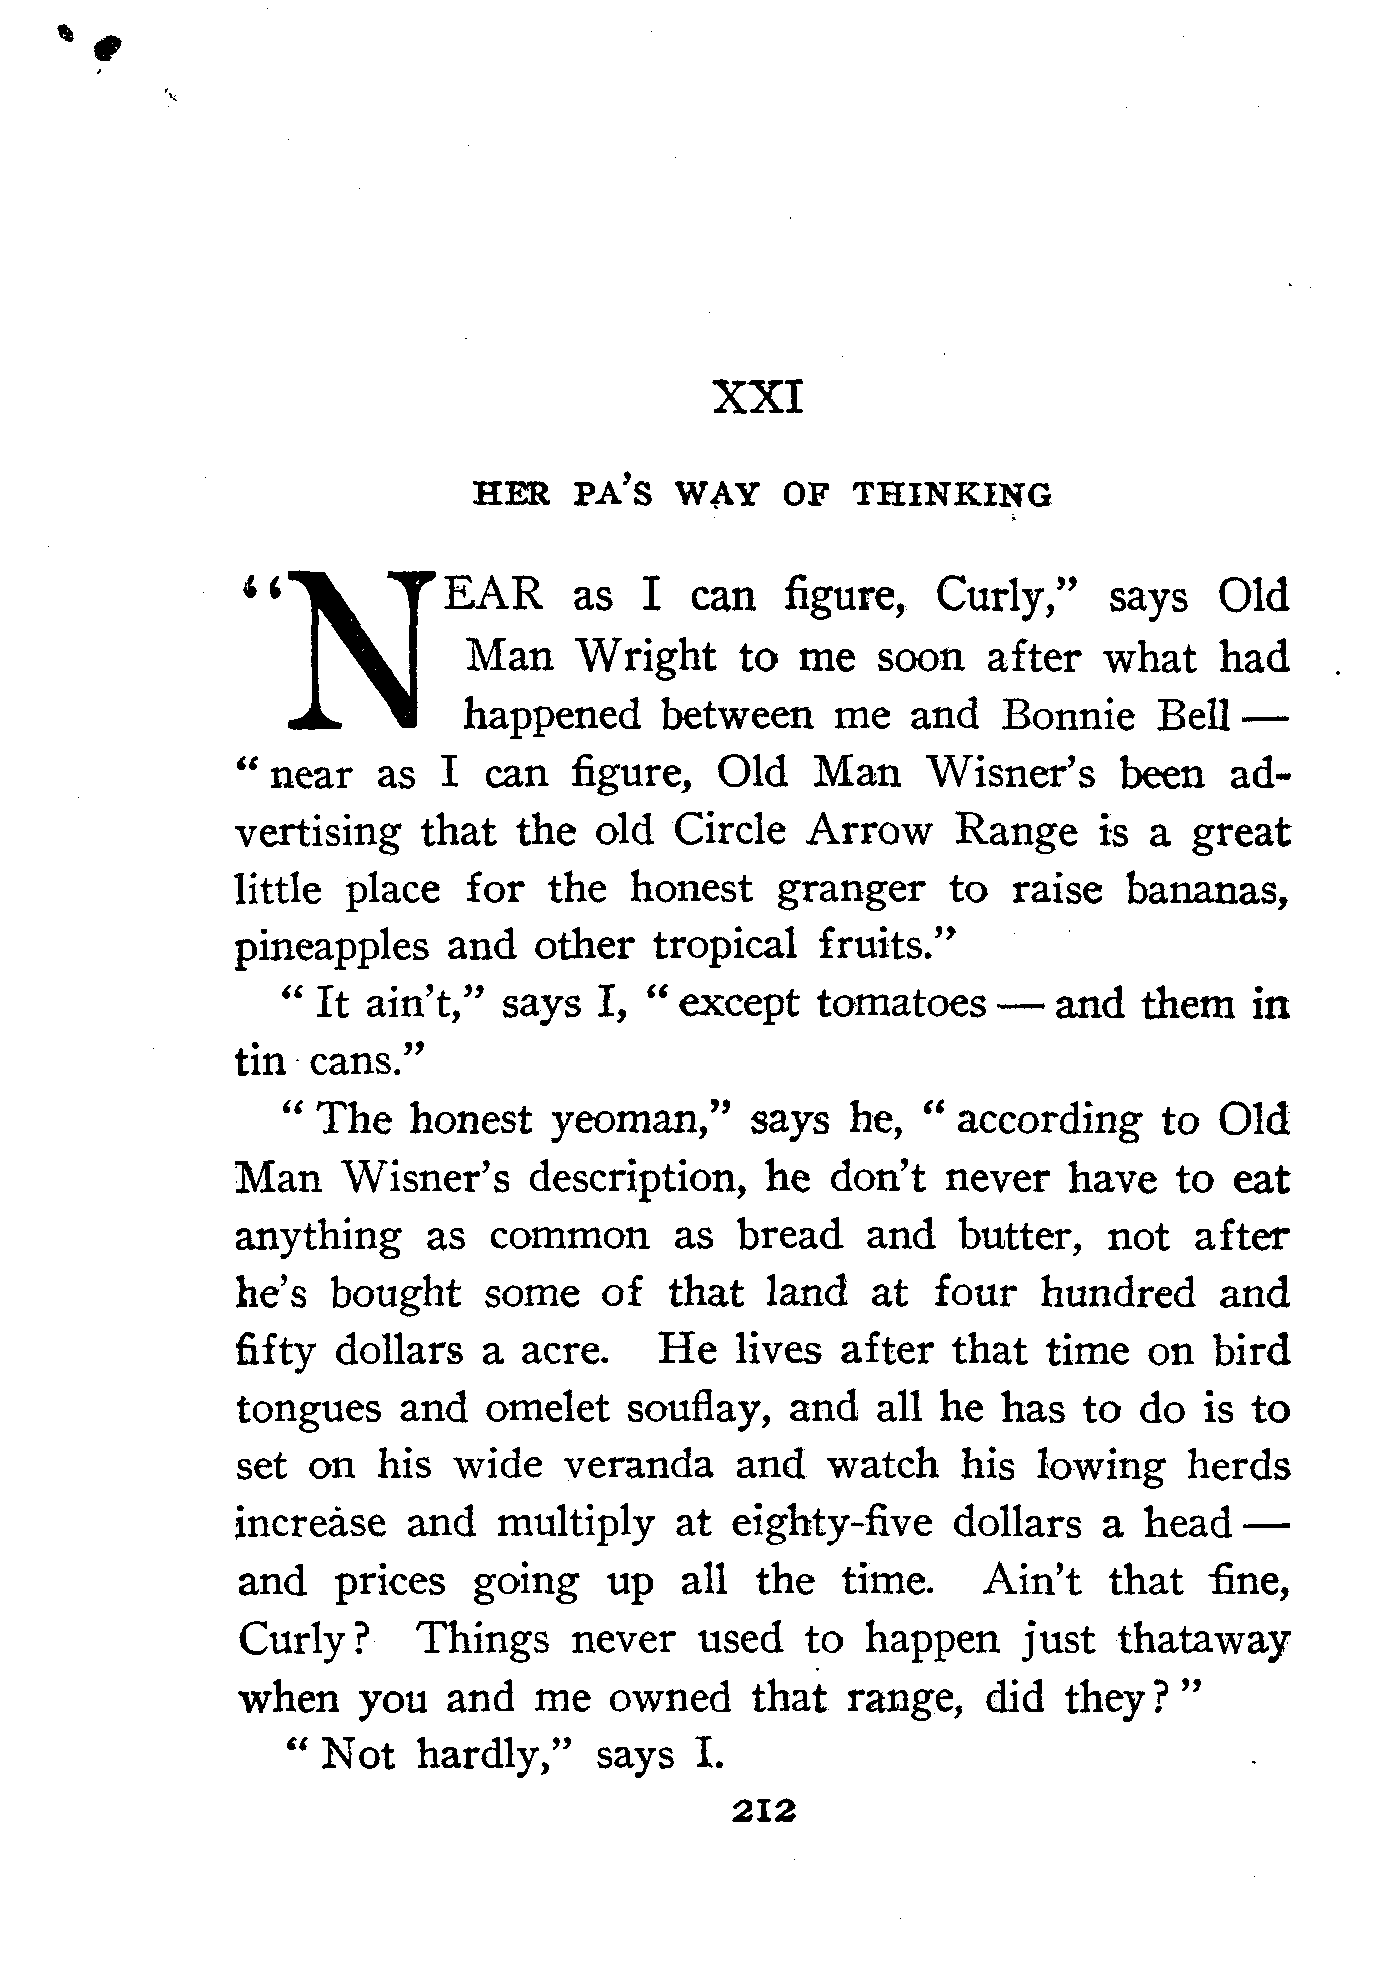 XXI
HER PA'S WAY OF THINKING
"NEAR as I can figure, Curly," says Old
Man Wright to me soon after what had
happened between me and Bonnie Bell —
"near as I can figure, Old Man Wisner's been ad-
vertising that the old Circle Arrow Range is a great
little place for the honest granger to raise bananas,
pineapples and other tropical fruits."
"It ain't," says I, "except tomatoes — and them in
tin cans."
"The honest yeoman," says he, "according to Old
Man Wisner's description, he don't never have to eat
anything as common as bread and butter, not after
he's bought some of that land at four hundred and
fifty dollars a acre. He lives after that time on bird
tongues and omelet souflay, and all he has to do is to
set on his wide veranda and watch his lowing herds
increase and multiply at eighty-five dollars a head —
and prices going up all the time. Ain't that fine,
Curly? Things never used to happen just thataway
when you and me owned that range, did they?"
"Not hardly," says I.
212